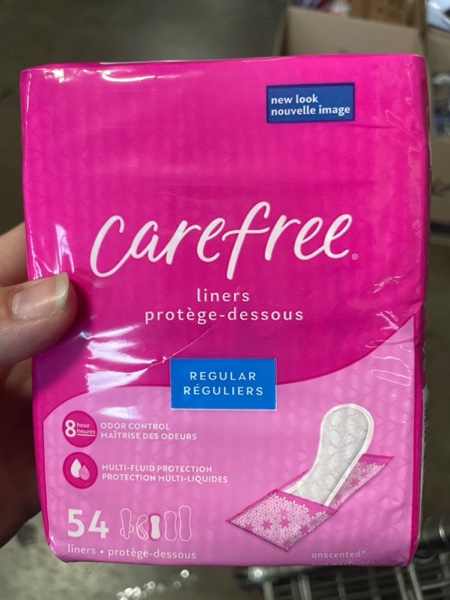 new look
nouvelle image
carefree®
liners
protège-dessous
REGULAR
RÉGULIERS
8 hour
heures
ODOR CONTROL
MAÎTRISE DES ODEURS
MULTI-FLUID PROTECTION
PROTECTION MULTI-LIQUIDES
54
liners • protège-dessous
unscented*